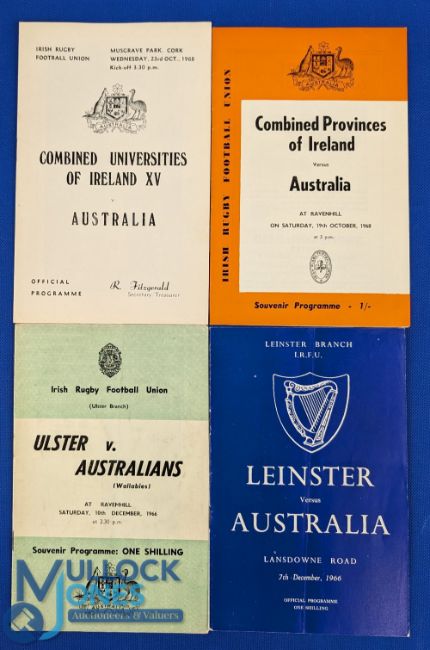 IRISH RUGBY
FOOTBALL UNION
MUSGRAVE PARK, CORK
WEDNESDAY, 23rd OCT., 1968
Kick-off 3.30 p.m.
AUSTRALIA
COMBINED UNIVERSITIES
OF IRELAND XV
v
AUSTRALIA
OFFICIAL
PROGRAMME
R. Fitzgerald
Secretary Treasurer
IRISH RUGBY FOOTBALL UNION
Combined Provinces
of Ireland
Versus
Australia
AT RAVENHILL
ON SATURDAY, 19th OCTOBER, 1968
at 3 p.m.
Souvenir Programme - 1/-
Irish Rugby Football Union
(Ulster Branch)
ULSTER v.
AUSTRALIANS
(Wallabies)
AT RAVENHILL
SATURDAY, 10th DECEMBER, 1966
at 2.30 p.m.
Souvenir Programme: ONE SHILLING
MULLOCK
JONES
Auctioneers & Valuers
LEINSTER BRANCH
I.R.F.U.
LEINSTER
Versus
AUSTRALIA
LANSDOWNE ROAD
7th December, 1966
OFFICIAL PROGRAMME
ONE SHILLING